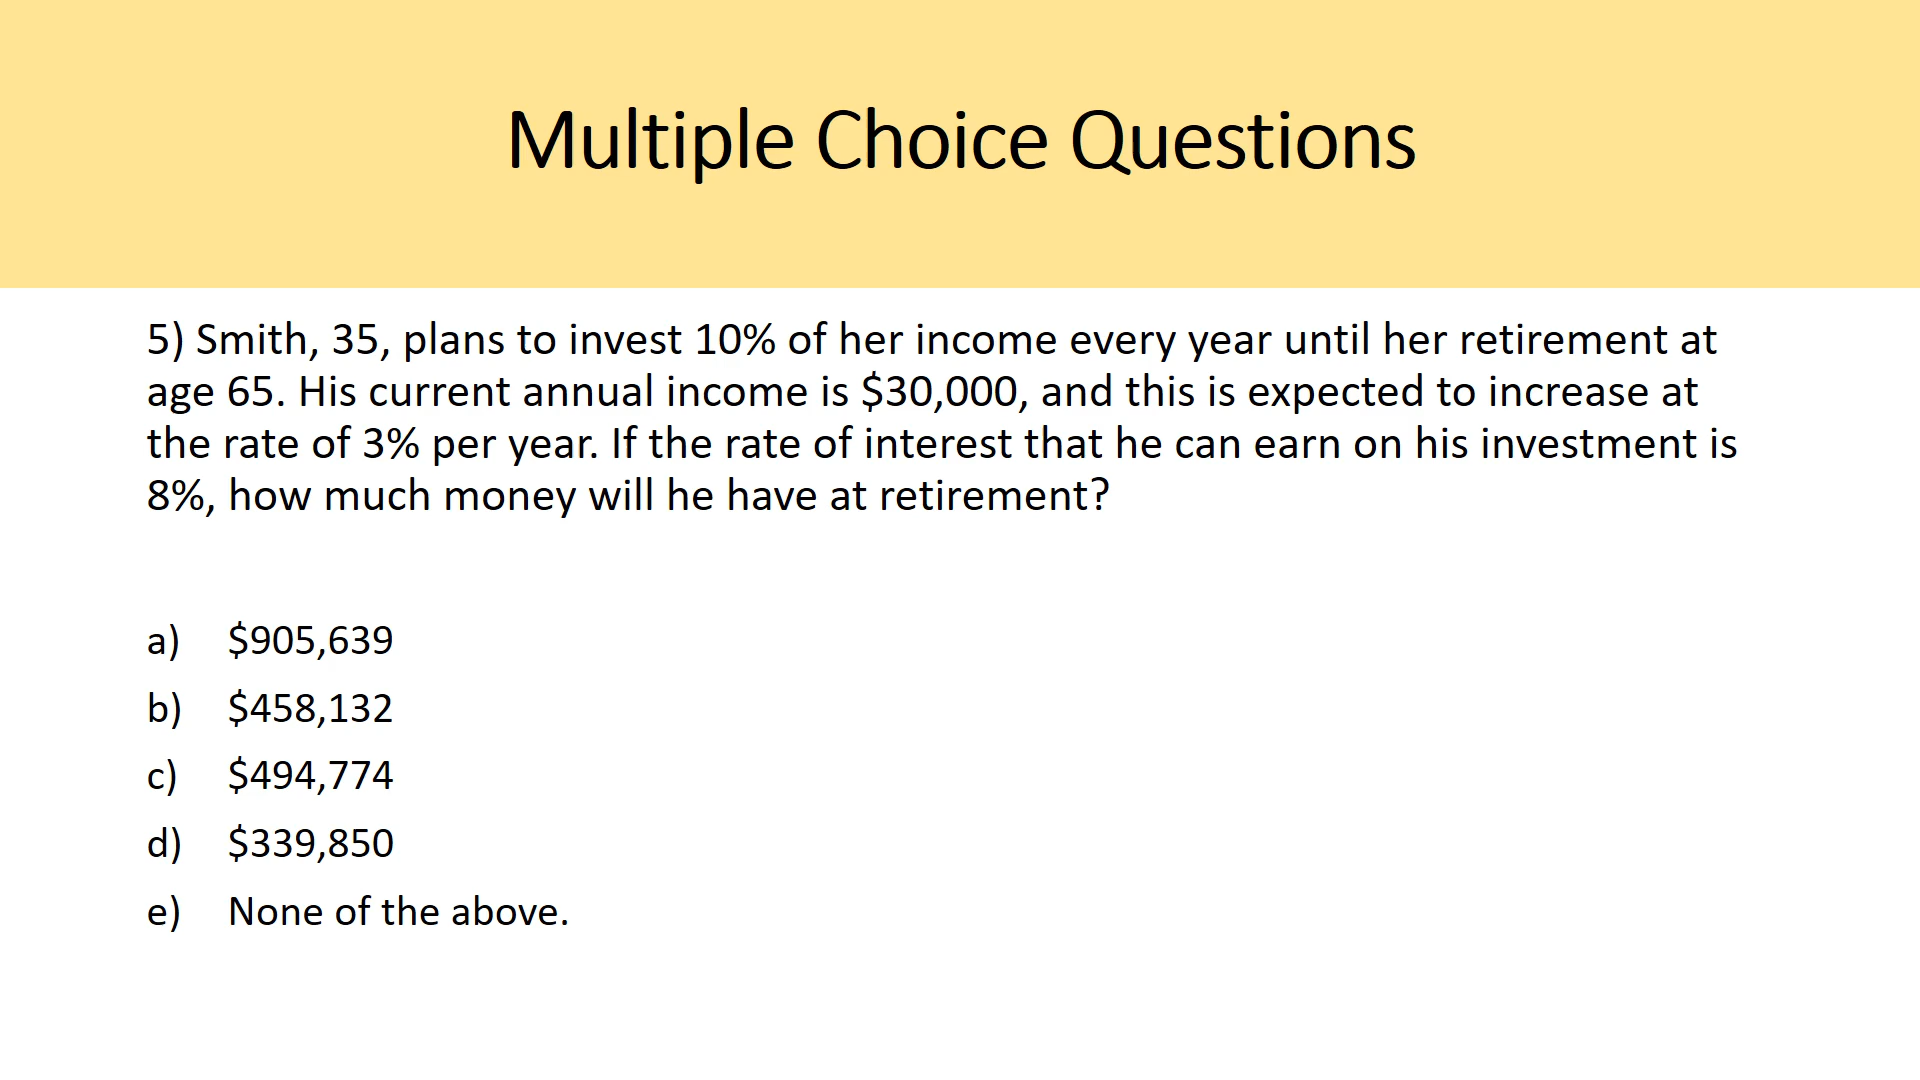 Multiple Choice Questions
5) Smith, 35, plans to invest 10% of her income every year until her retirement at
age 65. His current annual income is $30,000, and this is expected to increase at
the rate of 3% per year. If the rate of interest that he can earn on his investment is
8%, how much money will he have at retirement?
a) $905,639
b) $458,132
c) $494,774
d) $339,850
e) None of the above.